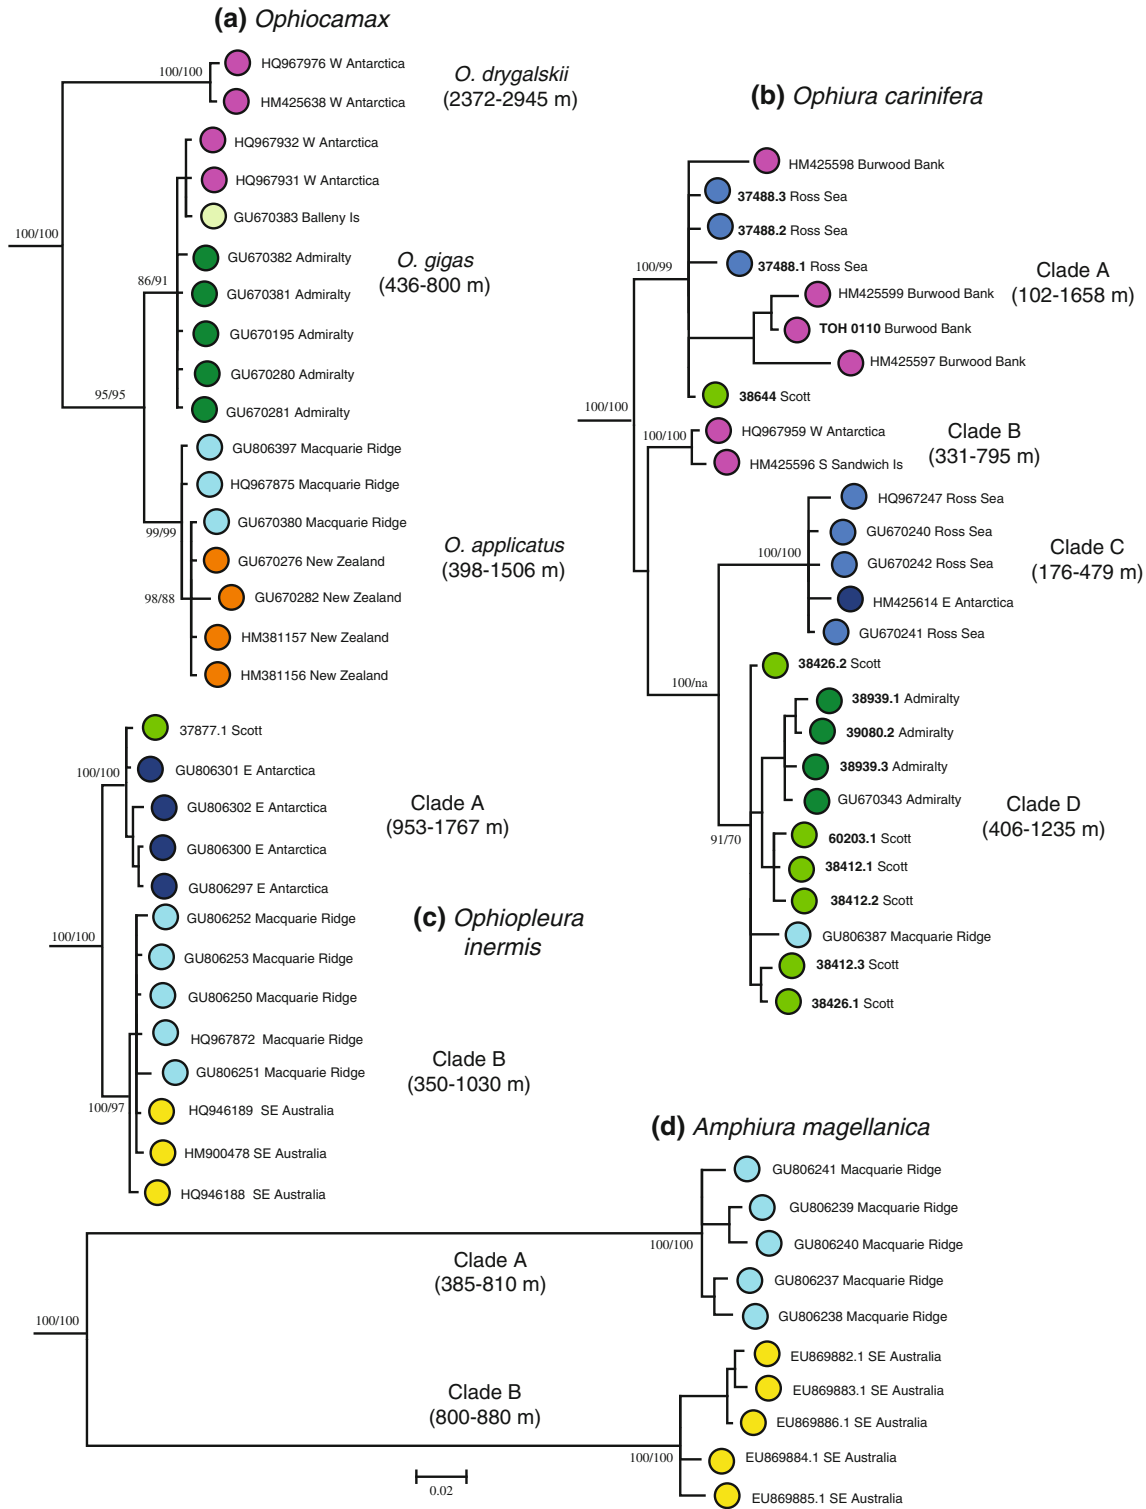 (a) Ophiocamax
100/100
HQ967976 W Antarctica
HM425638 W Antarctica
O. drygalskii
(2372-2945 m)
HQ967932 W Antarctica
HQ967931 W Antarctica
GU670383 Balleny Is
100/100
GU670382 Admiralty
86/91
GU670381 Admiralty
GU670195 Admiralty
GU670280 Admiralty
GU670281 Admiralty
O. gigas
(436-800 m)
95/95
GU806397 Macquarie Ridge
HQ967875 Macquarie Ridge
GU670380 Macquarie Ridge
99/99
GU670276 New Zealand
98/88
GU670282 New Zealand
HM381157 New Zealand
HM381156 New Zealand
O. applicatus
(398-1506 m)
(b) Ophiura carinifera
HM425598 Burwood Bank
37488.3 Ross Sea
37488.2 Ross Sea
100/99
37488.1 Ross Sea
HM425599 Burwood Bank
TOH 0110 Burwood Bank
HM425597 Burwood Bank
38644 Scott
Clade A
(102-1658 m)
100/100
100/100
HQ967959 W Antarctica
HM425596 S Sandwich Is
Clade B
(331-795 m)
HQ967247 Ross Sea
GU670240 Ross Sea
100/100
GU670242 Ross Sea
HM425614 E Antarctica
GU670241 Ross Sea
Clade C
(176-479 m)
100/na
38426.2 Scott
38939.1 Admiralty
39080.2 Admiralty
38939.3 Admiralty
GU670343 Admiralty
91/70
60203.1 Scott
38412.1 Scott
38412.2 Scott
GU806387 Macquarie Ridge
38412.3 Scott
38426.1 Scott
Clade D
(406-1235 m)
37877.1 Scott
100/100
GU806301 E Antarctica
GU806302 E Antarctica
GU806300 E Antarctica
GU806297 E Antarctica
Clade A
(953-1767 m)
(c) Ophiopleura
inermis
100/100
GU806252 Macquarie Ridge
GU806253 Macquarie Ridge
GU806250 Macquarie Ridge
HQ967872 Macquarie Ridge
GU806251 Macquarie Ridge
100/97
HQ946189 SE Australia
HM900478 SE Australia
HQ946188 SE Australia
Clade B
(350-1030 m)
(d) Amphiura magellanica
GU806241 Macquarie Ridge
GU806239 Macquarie Ridge
100/100
GU806240 Macquarie Ridge
GU806237 Macquarie Ridge
GU806238 Macquarie Ridge
Clade A
(385-810 m)
100/100
EU869882.1 SE Australia
EU869883.1 SE Australia
EU869886.1 SE Australia
100/100
EU869884.1 SE Australia
EU869885.1 SE Australia
Clade B
(800-880 m)
0.02